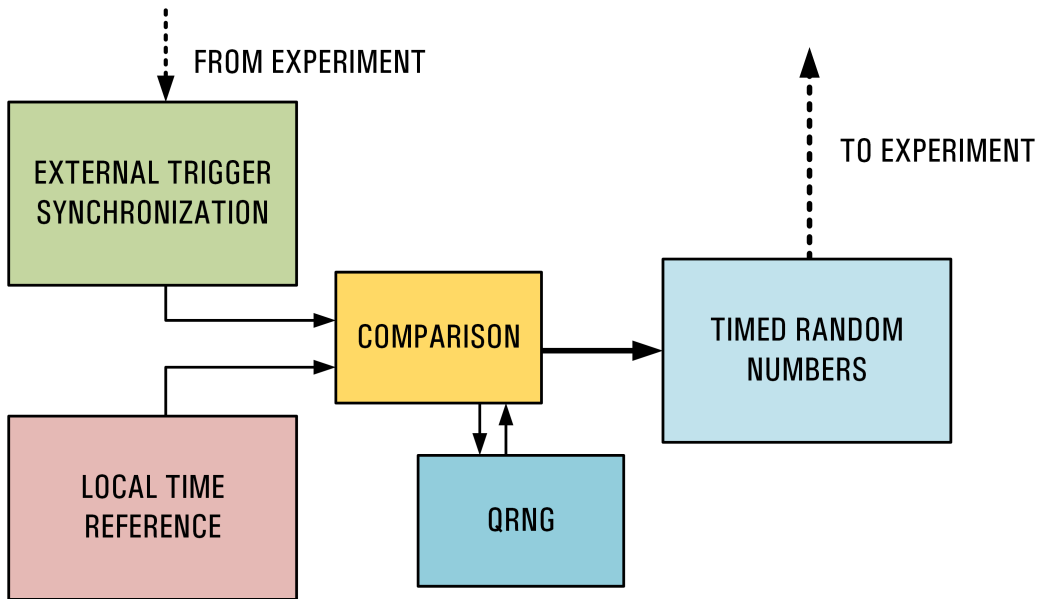 FROM EXPERIMENT
EXTERNAL TRIGGER
SYNCHRONIZATION
TO EXPERIMENT
COMPARISON
TIMED RANDOM
NUMBERS
LOCAL TIME
REFERENCE
QRNG